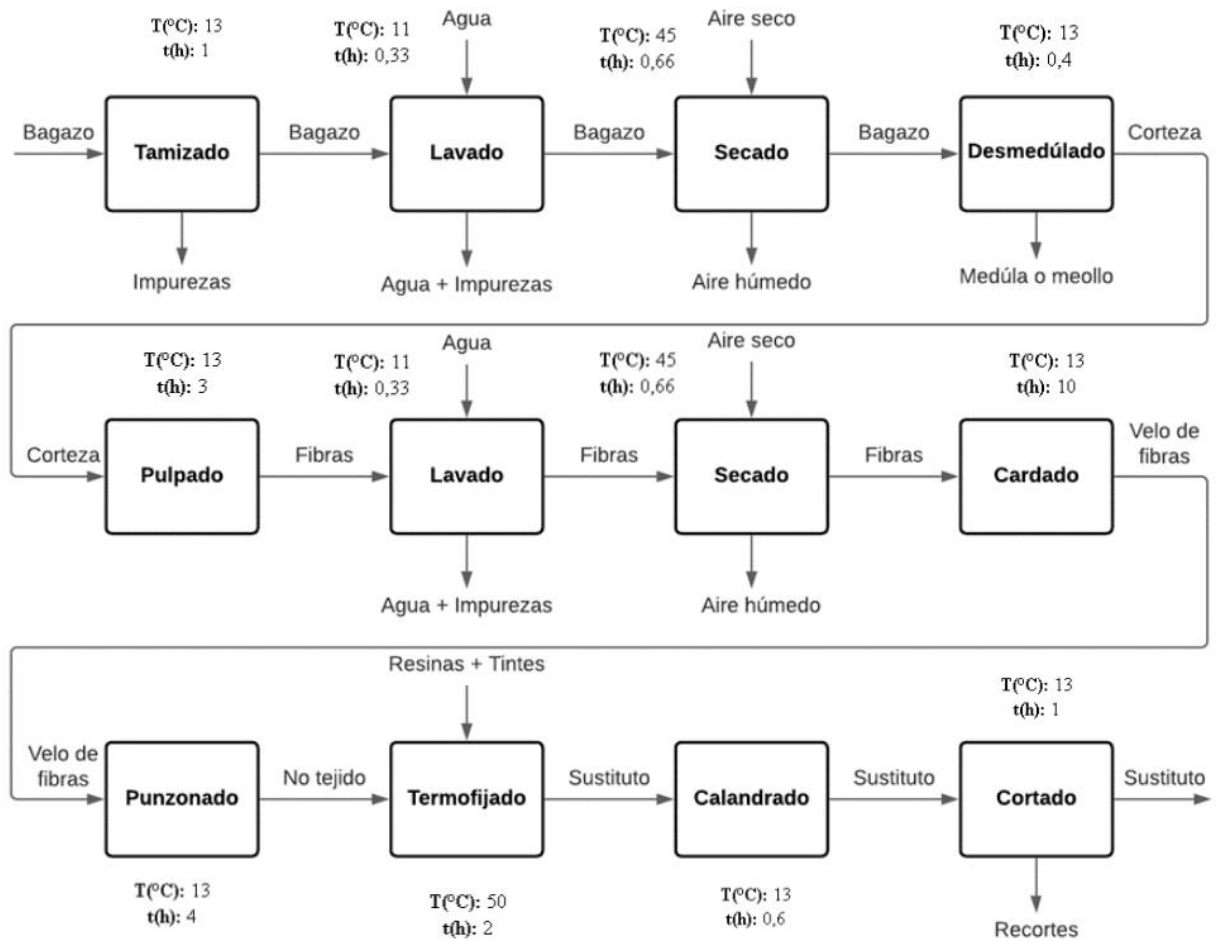 T(°C): 13
t(h): 1
T(°C): 11
t(h): 0,33
Agua
T(°C): 45
t(h): 0,66
Aire seco
T(°C): 13
t(h): 0,4
Bagazo
Tamizado
Bagazo
Lavado
Bagazo
Secado
Bagazo
Desmedúlado
Corteza
Impurezas
Agua + Impurezas
Aire húmedo
Medúla o meollo
T(°C): 13
t(h): 3
T(°C): 11
t(h): 0,33
Agua
T(°C): 45
t(h): 0,66
Aire seco
T(°C): 13
t(h): 10
Corteza
Pulpado
Fibras
Lavado
Fibras
Secado
Fibras
Cardado
Velo de
fibras
Agua + Impurezas
Aire húmedo
Resinas + Tintes
T(°C): 13
t(h): 1
Velo de
fibras
Punzonado
No tejido
Termofijado
Sustituto
Calandrado
Sustituto
Cortado
Sustituto
T(°C): 13
t(h): 4
T(°C): 50
t(h): 2
T(°C): 13
t(h): 0,6
Recortes